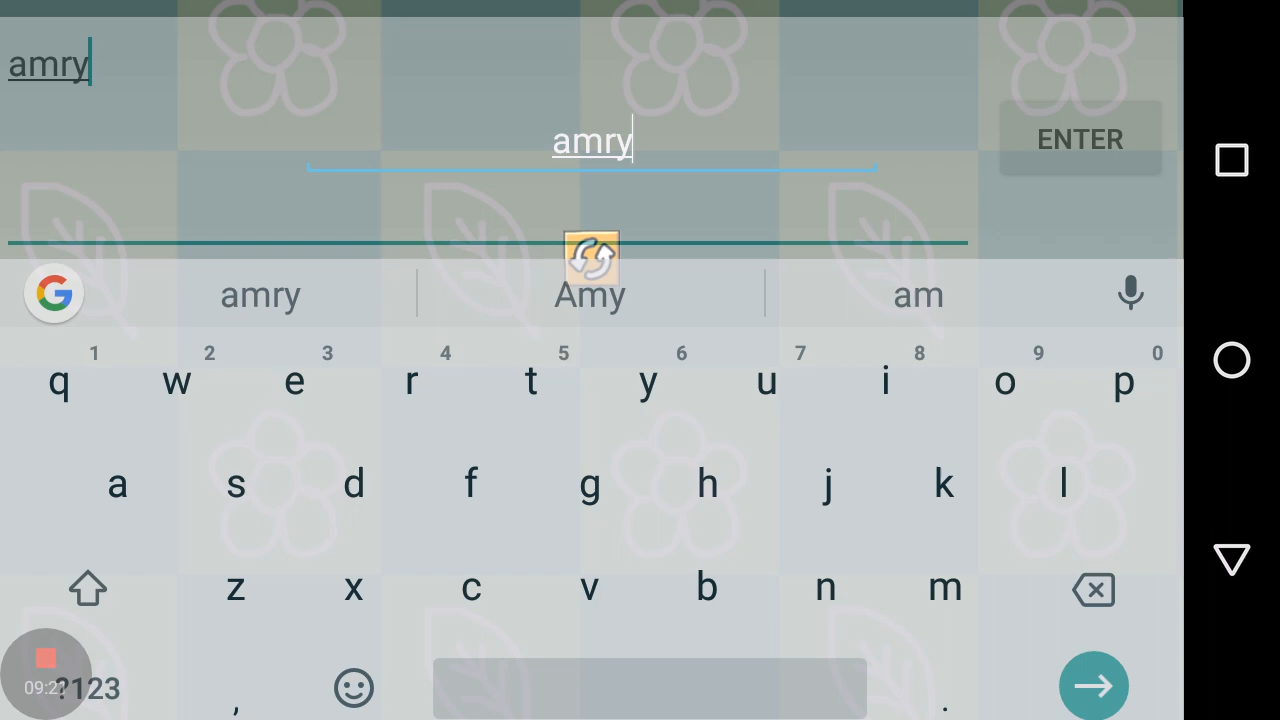 amry
amry
ENTER
amry Amy am
1 2 3 4 5 6 7 8 9 0
q w e r t y u i o p
a s d f g h j k l
z x c v b n m
?123 , .